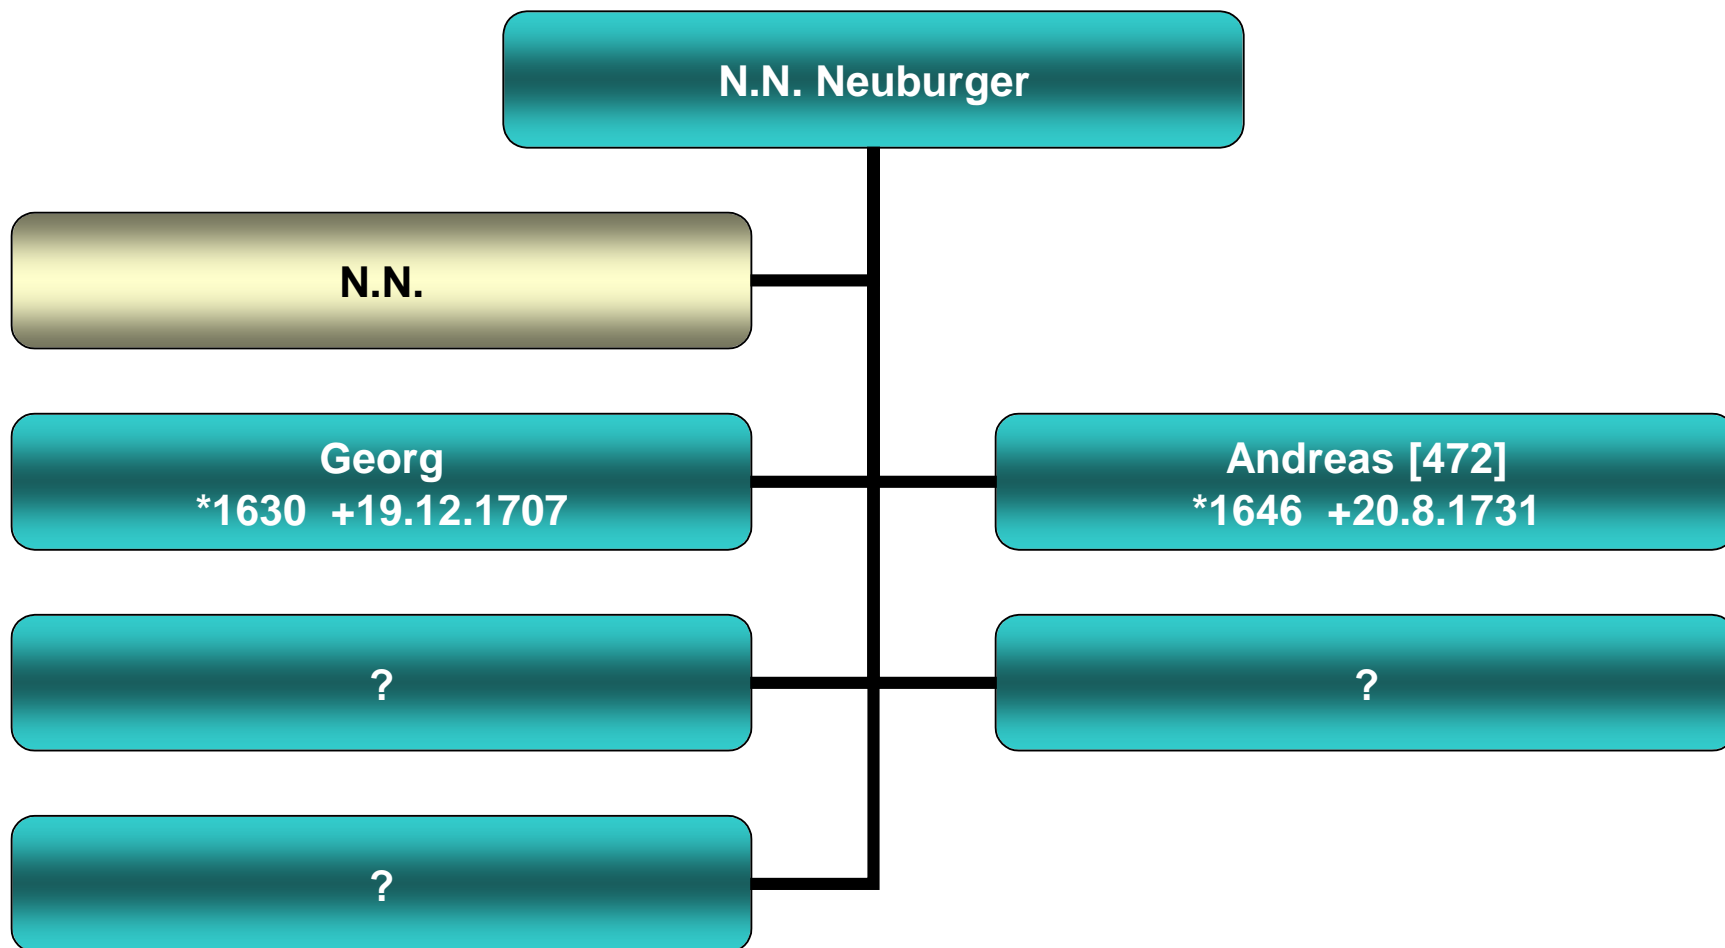 N.N. Neuburger
N.N.
Georg
*1630  +19.12.1707
Andreas [472]
*1646  +20.8.1731
?
?
?